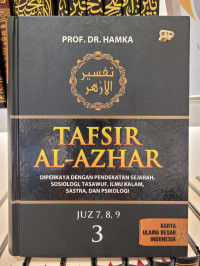 PROF. DR. HAMKA
تفسير
الأزهر
TAFSIR
AL-AZHAR
DIPERKAYA DENGAN PENDEKATAN SEJARAH,
SOSIOLOGI, TASAWUF, ILMU KALAM,
SASTRA, DAN PSIKOLOGI
JUZ 7, 8, 9
3
KARYA
ULAMA BESAR
INDONESIA